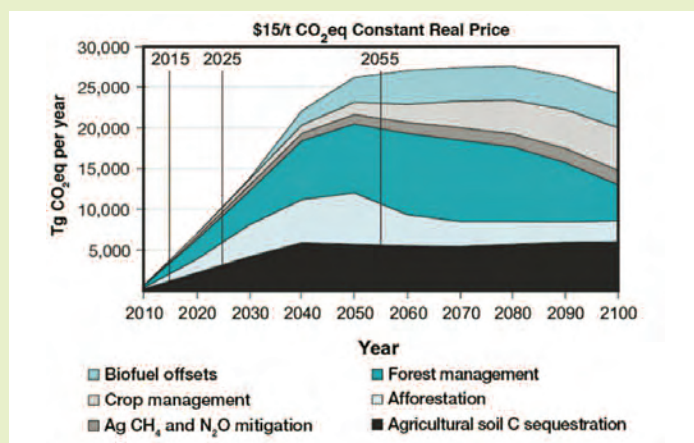 $15/t CO₂eq Constant Real Price
30,000
25,000
20,000
15,000
10,000
5,000
Tg CO₂eq per year
2015
2025
2055
2010
2020
2030
2040
2050
2060
2070
2080
2090
2100
Year
Biofuel offsets
Forest management
Crop management
Afforestation
Ag CH₄ and N₂O mitigation
Agricultural soil C sequestration